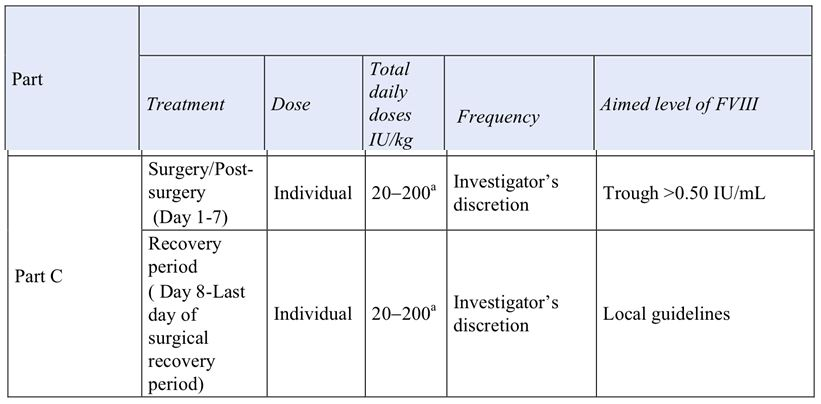 Part
Treatment
Dose
Total
daily
doses
IU/kg
Frequency
Aimed level of FVIII
Part C
Surgery/Post-
surgery
(Day 1-7)
Individual
20–200a
Investigator’s
discretion
Trough >0.50 IU/mL
Recovery
period
( Day 8-Last
day of
surgical
recovery
period)
Individual
20–200a
Investigator’s
discretion
Local guidelines